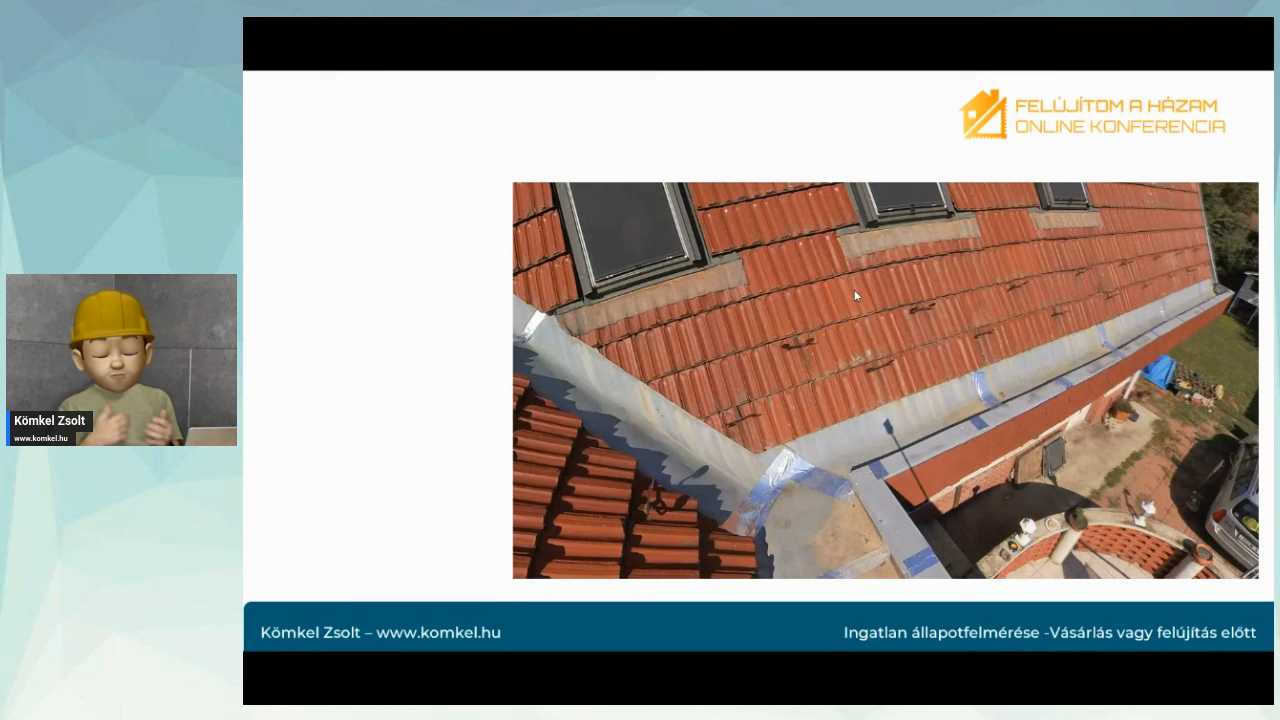 FELÚJÍTOM A HÁZAM
ONLINE KONFERENCIA
Kömkel Zsolt
www.komkel.hu
Kömkel Zsolt – www.komkel.hu
Ingatlan állapotfelmérése -Vásárlás vagy felújítás előtt